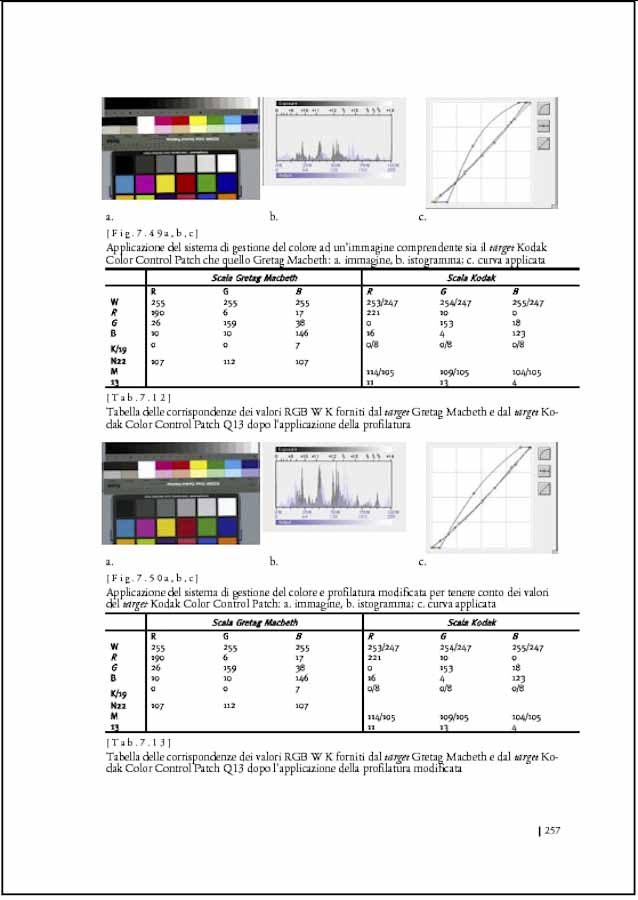 a. b. c.
[Fig.7.49a,b,c]
Applicazione del sistema di gestione del colore ad un'immagine comprendente sia il target Kodak
Color Control Patch che quello Gretag Macbeth: a. immagine, b. istogramma; c. curva applicata
Scala Gretag Macbeth Scala Kodak
R G B R G B
W 255 255 255 253/247 254/247 255/247
R 190 6 17 221 10 0
G 26 159 38 0 153 18
B 10 10 146 16 4 123
K/19 0 0 7 0/8 0/8 0/8
N22 107 112 107
M 114/105 109/105 104/105
13 11 13 4
[Tab.7.12]
Tabella delle corrispondenze dei valori RGB W K forniti dal target Gretag Macbeth e dal target Ko-
dak Color Control Patch Q13 dopo l'applicazione della profilatura
a. b. c.
[Fig.7.50a,b,c]
Applicazione del sistema di gestione del colore e profilatura modificata per tenere conto dei valori
del target Kodak Color Control Patch: a. immagine, b. istogramma; c. curva applicata
Scala Gretag Macbeth Scala Kodak
R G B R G B
W 255 255 255 253/247 254/247 255/247
R 190 6 17 221 10 0
G 26 159 38 0 153 18
B 10 10 146 16 4 123
K/19 0 0 7 0/8 0/8 0/8
N22 107 112 107
M 114/105 109/105 104/105
13 11 13 4
[Tab.7.13]
Tabella delle corrispondenze dei valori RGB W K forniti dal target Gretag Macbeth e dal target Ko-
dak Color Control Patch Q13 dopo l'applicazione della profilatura modificata
| 257